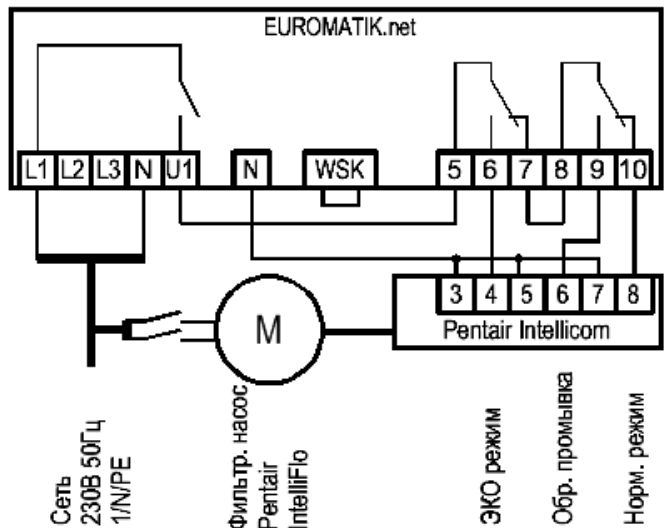 EUROMATIK.net
L1 L2 L3 N U1 N WSK 5 6 7 8 9 10
3 4 5 6 7 8
Pentair Intellicom
M
Сеть
230В 50Гц
1/N/PE
Фильтр. насос
Pentair
IntelliFlo
ЭКО режим
Обр. промывка
Норм. режим